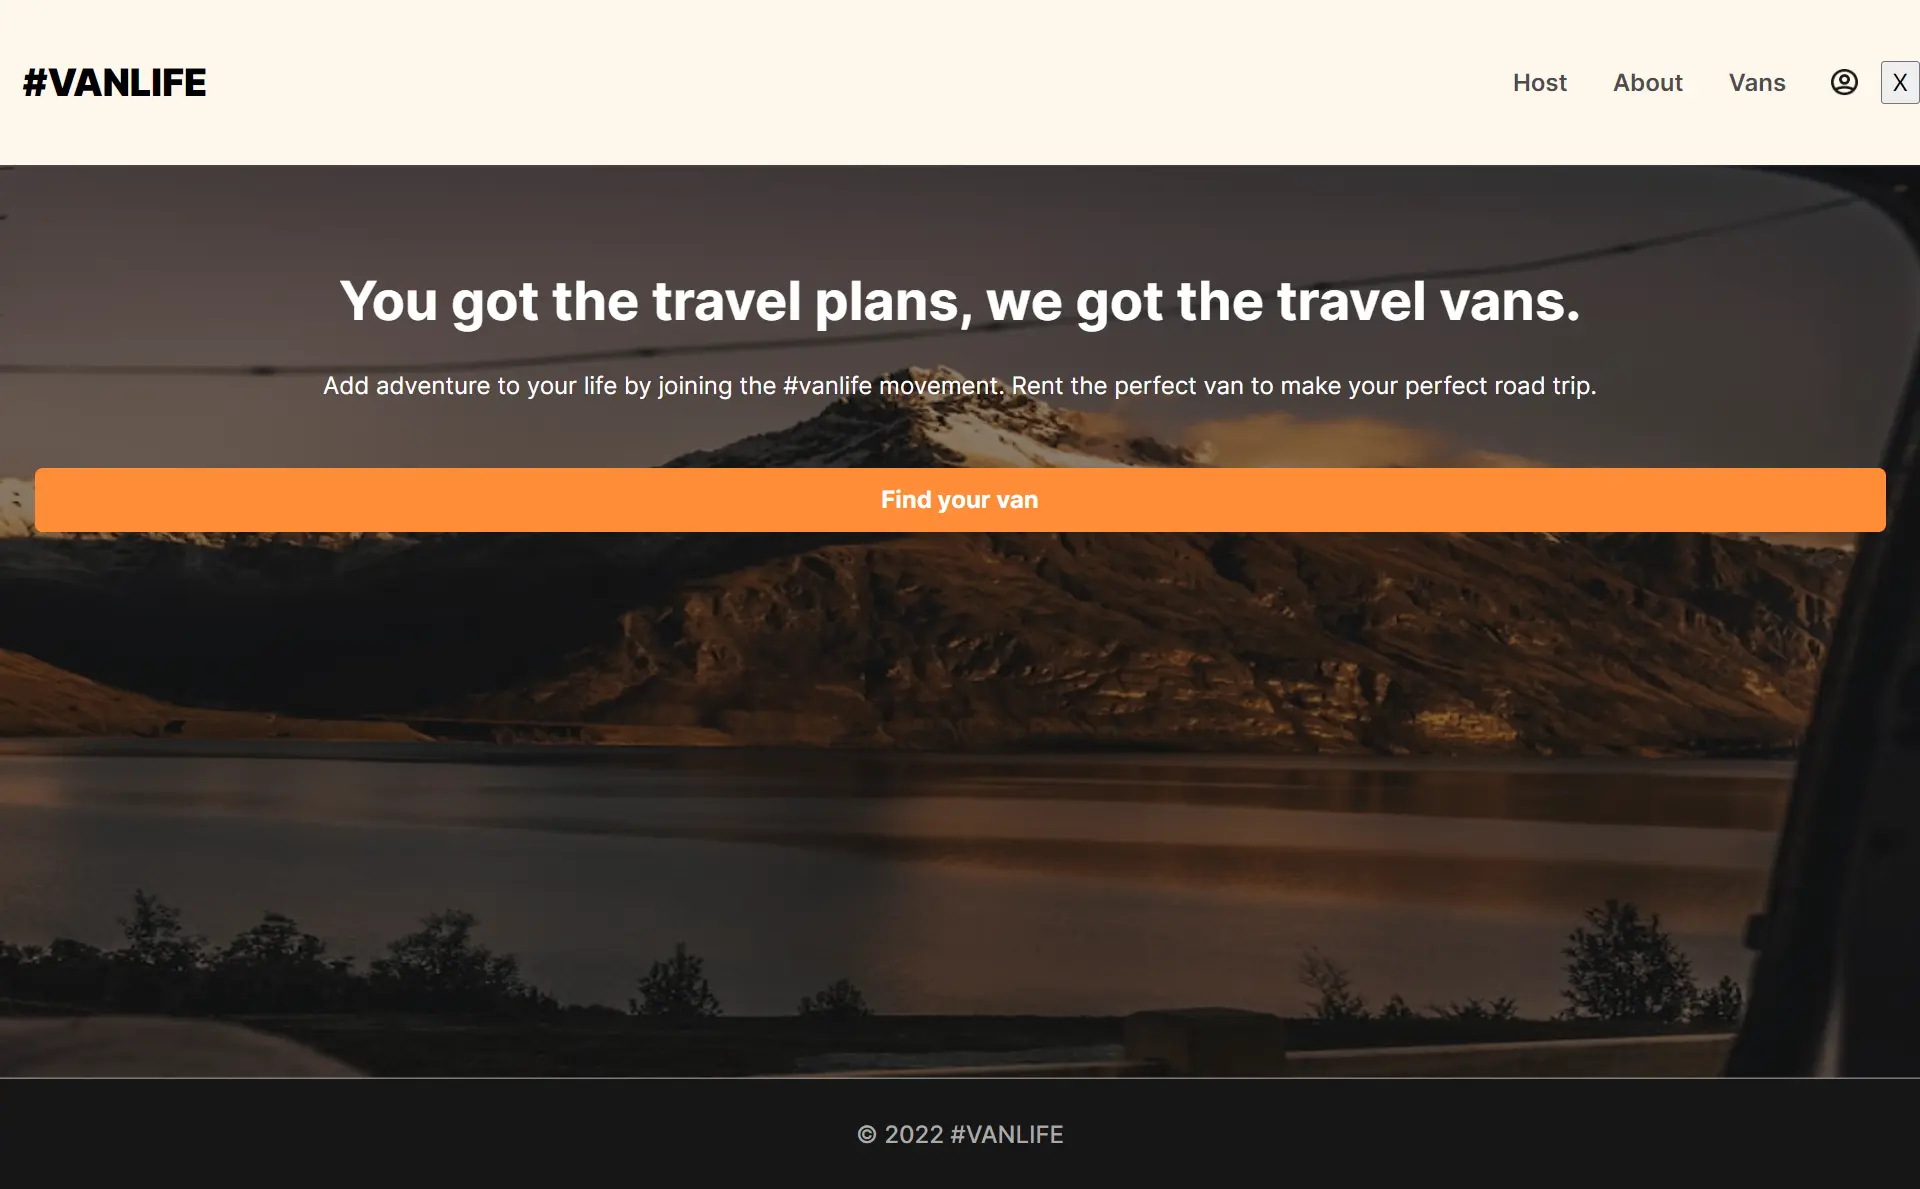 #VANLIFE
Host About Vans X
You got the travel plans, we got the travel vans.
Add adventure to your life by joining the #vanlife movement. Rent the perfect van to make your perfect road trip.
Find your van
© 2022 #VANLIFE